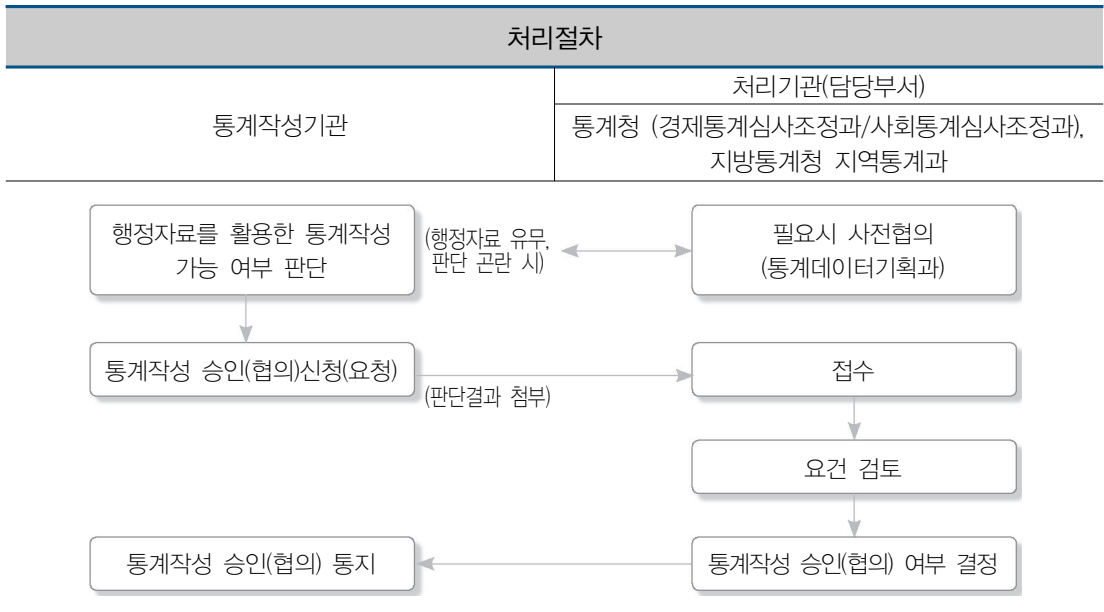 처리절차
통계작성기관
처리기관(담당부서)
통계청 (경제통계심사조정과/사회통계심사조정과),
지방통계청 지역통계과
행정자료를 활용한 통계작성
가능 여부 판단
(행정자료 유무,
판단 곤란 시)
필요시 사전협의
(통계데이터기획과)
통계작성 승인(협의)신청(요청)
(판단결과 첨부)
접수
요건 검토
통계작성 승인(협의) 통지
통계작성 승인(협의) 여부 결정